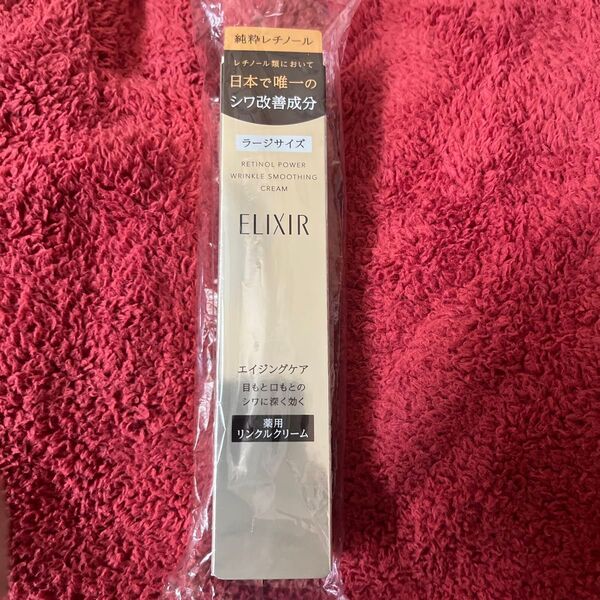 純粋レチノール
レチノール類において
日本で唯一の
シワ改善成分
ラージサイズ
RETINOL POWER
WRINKLE SMOOTHING
CREAM
ELIXIR
エイジングケア
目もと口もとの
シワに深く効く
薬用
リンクルクリーム